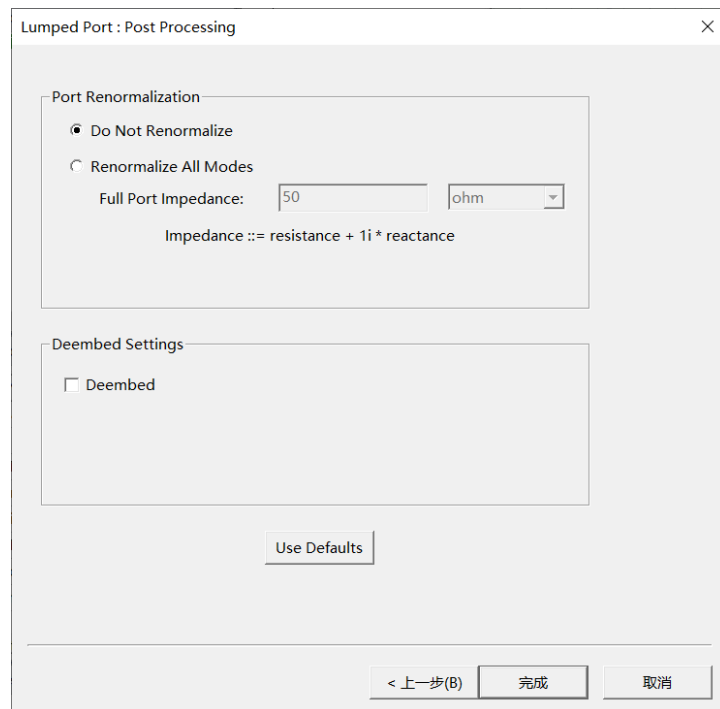 Lumped Port : Post Processing
Port Renormalization
Do Not Renormalize
Renormalize All Modes
Full Port Impedance: 50 ohm
Impedance ::= resistance + 1i * reactance
Deembed Settings
Deembed
Use Defaults
< 上一步(B) 完成 取消